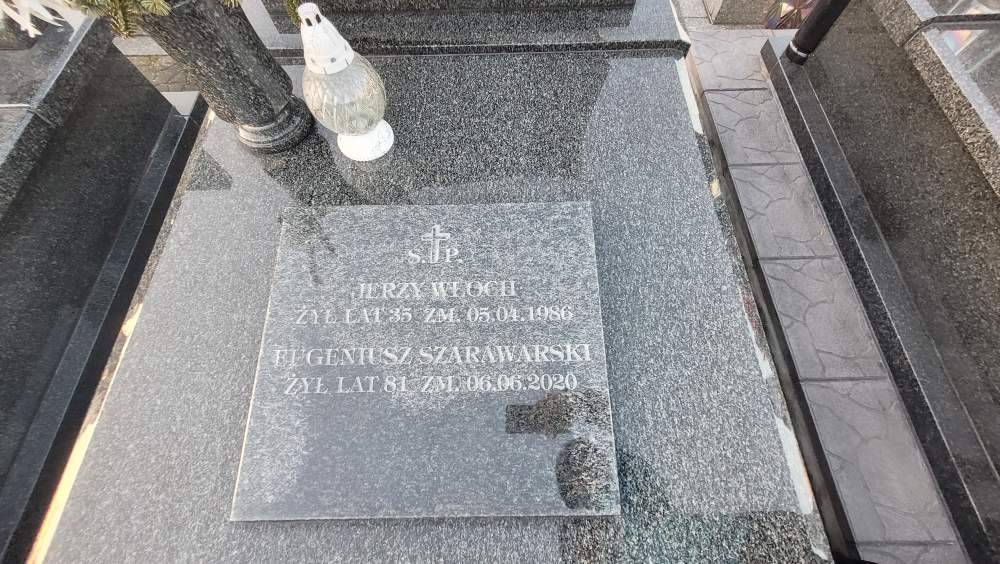 S.†P.
JERZY WŁOCH
ŻYŁ LAT 35 ZM. 05.04.1986
EUGENIUSZ SZARAWARSKI
ŻYŁ LAT 81 ZM. 06.06.2020